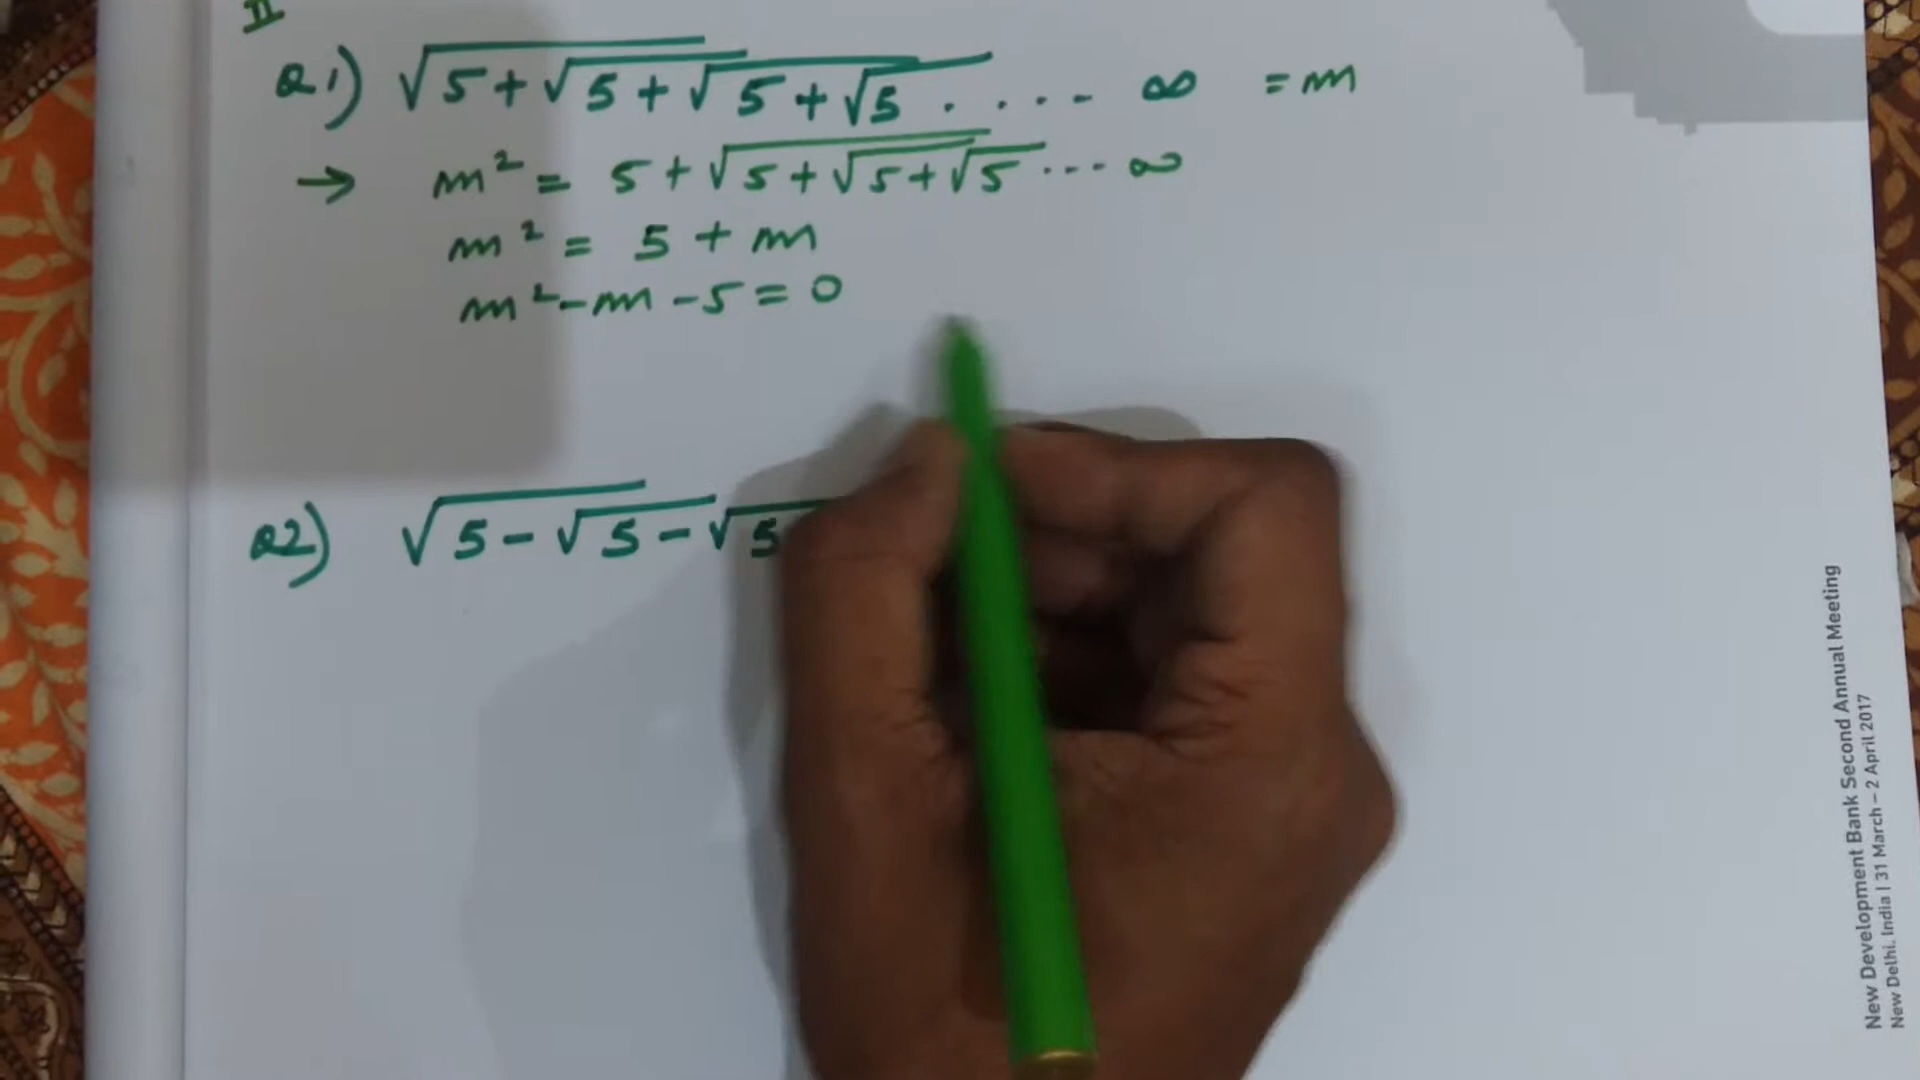 II
Q1) √5+√5+√5+√5 . . . . ∞ = m
→ m² = 5+√5+√5+√5 ... ∞
m² = 5 + m
m² - m - 5 = 0
Q2) √5 - √5 - √5
New Development Bank Second Annual Meeting
New Delhi. India | 31 March – 2 April 2017